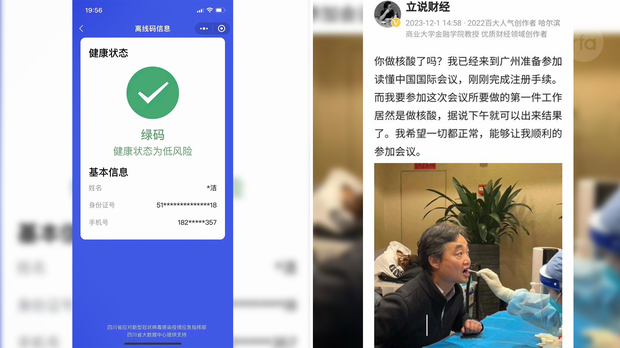 19:56
离线码信息
健康状态
绿码
健康状态为低风险
基本信息
姓名
*洁
身份证号
51**************18
手机号
182*****357
四川省应对新型冠状病毒肺炎疫情应急指挥部
四川省大数据中心提供支持
立说财经
2023-12-1 14:58 · 2022百大人气创作者 哈尔滨
商业大学金融学院教授 优质财经领域创作者
你做核酸了吗？我已经来到广州准备参加
读懂中国国际会议，刚刚完成注册手续。
而我要参加这次会议所要做的第一件工作
居然是做核酸，据说下午就可以出来结果
了。我希望一切都正常，能够让我顺利的
参加会议。
rfa